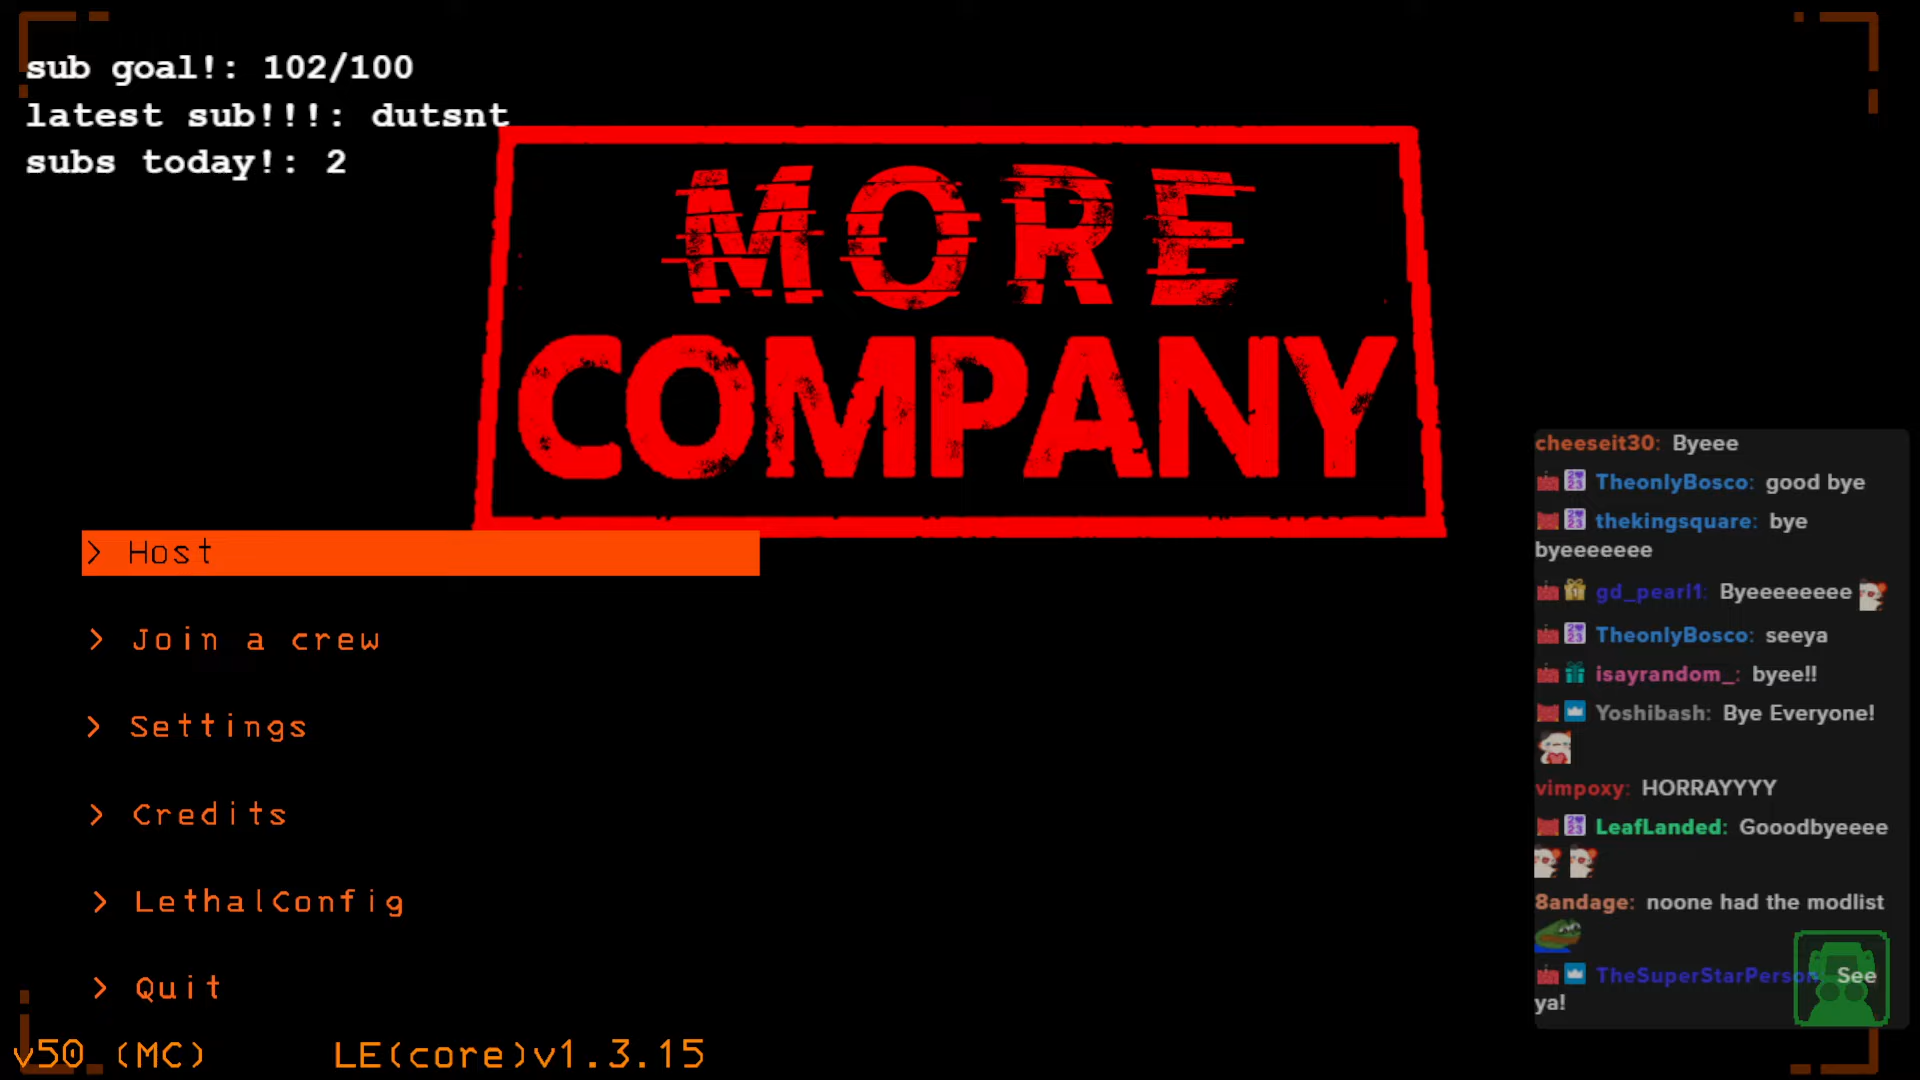 sub goal!: 102/100
latest sub!!!: dutsnt
subs today!: 2
MORE
COMPANY
> Host
> Join a crew
> Settings
> Credits
> LethalConfig
> Quit
v50 (MC)
LE(core)v1.3.15
cheeseit30: Byeee
TheonlyBosco: good bye
thekingsquare: bye
byeeeeeee
gd_pearl1: Byeeeeeeee
TheonlyBosco: seeya
isayrandom_: byee!!
Yoshibash: Bye Everyone!
vimpoxy: HORRAYYYY
LeafLanded: Gooodbyeeee
8andage: noone had the modlist
TheSuperStarPerson: See
ya!